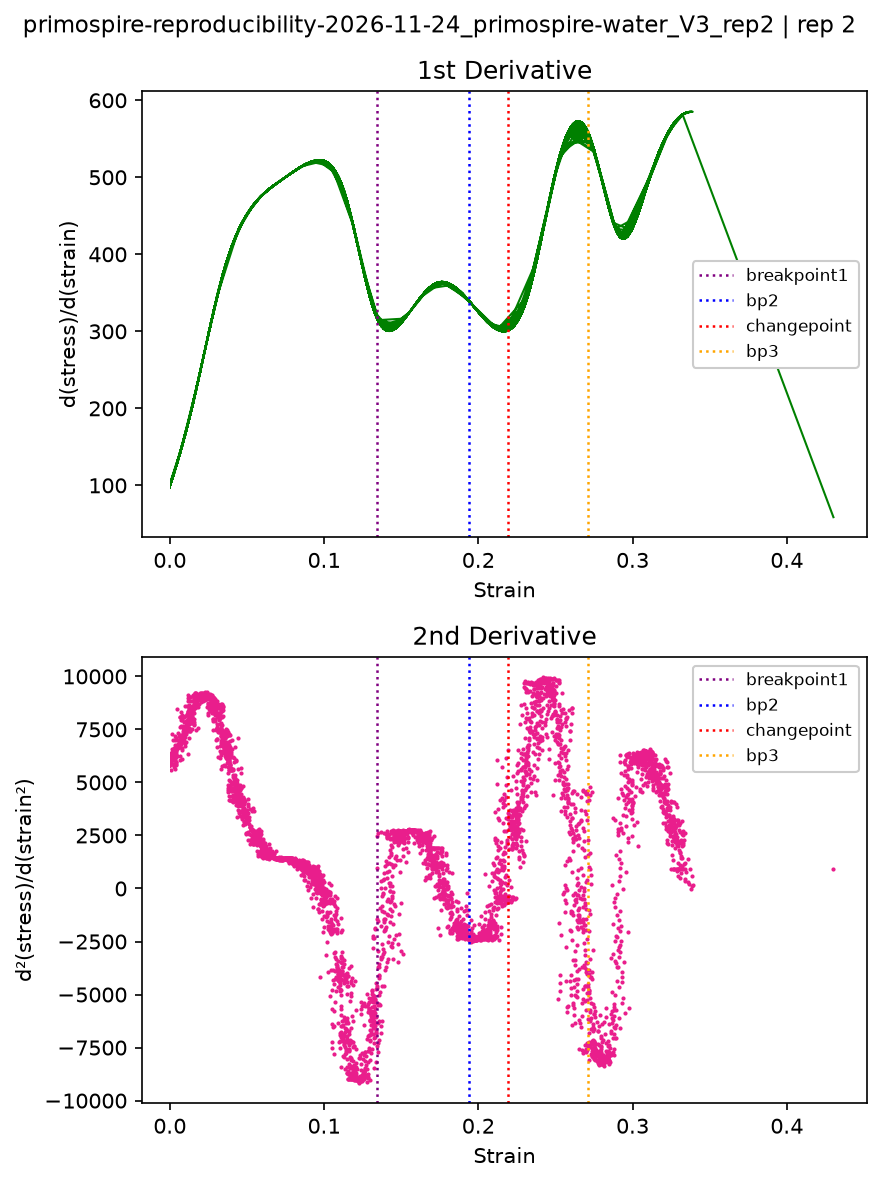 primospire-reproducibility-2026-11-24_primospire-water_V3_rep2 | rep 2
1st Derivative
d(stress)/d(strain)
600
500
400
300
200
100
breakpoint1
bp2
changepoint
bp3
0.0 0.1 0.2 0.3 0.4
Strain
2nd Derivative
d²(stress)/d(strain²)
10000
7500
5000
2500
0
−2500
−5000
−7500
−10000
breakpoint1
bp2
changepoint
bp3
0.0 0.1 0.2 0.3 0.4
Strain